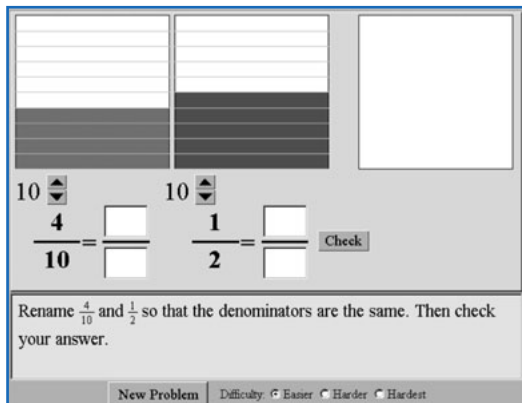 10 10
4/10 = 1/2 = Check
Rename 4/10 and 1/2 so that the denominators are the same. Then check
your answer.
New Problem Difficulty: Easier Harder Hardest